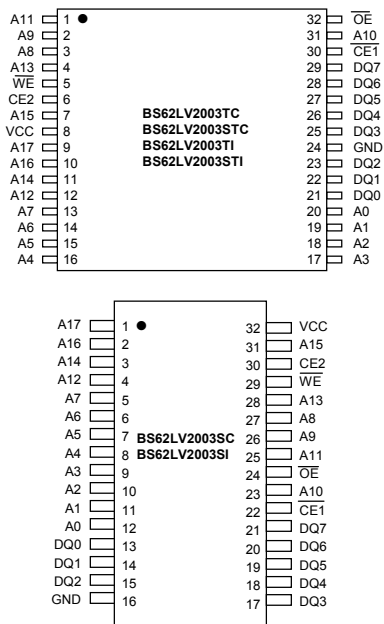 A11 1 32 OE
A9 2 31 A10
A8 3 30 CE1
A13 4 29 DQ7
WE 5 28 DQ6
CE2 6 27 DQ5
A15 7 BS62LV2003TC 26 DQ4
VCC 8 BS62LV2003STC 25 DQ3
A17 9 BS62LV2003TI 24 GND
A16 10 BS62LV2003STI 23 DQ2
A14 11 22 DQ1
A12 12 21 DQ0
A7 13 20 A0
A6 14 19 A1
A5 15 18 A2
A4 16 17 A3
A17 1 32 VCC
A16 2 31 A15
A14 3 30 CE2
A12 4 29 WE
A7 5 28 A13
A6 6 27 A8
A5 7 BS62LV2003SC 26 A9
A4 8 BS62LV2003SI 25 A11
A3 9 24 OE
A2 10 23 A10
A1 11 22 CE1
A0 12 21 DQ7
DQ0 13 20 DQ6
DQ1 14 19 DQ5
DQ2 15 18 DQ4
GND 16 17 DQ3